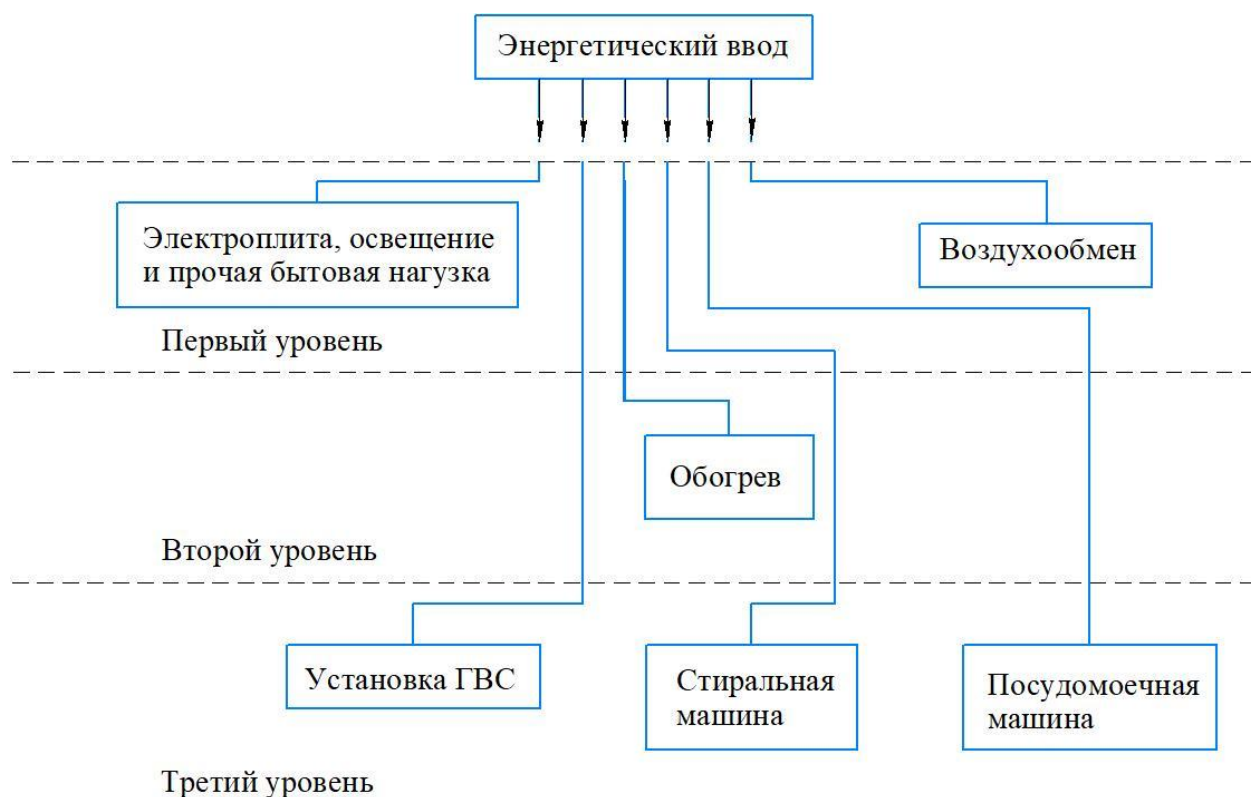 Энергетический ввод
Электроплита, освещение
и прочая бытовая нагузка
Воздухообмен
Первый уровень
Обогрев
Второй уровень
Установка ГВС
Стиральная
машина
Посудомоечная
машина
Третий уровень